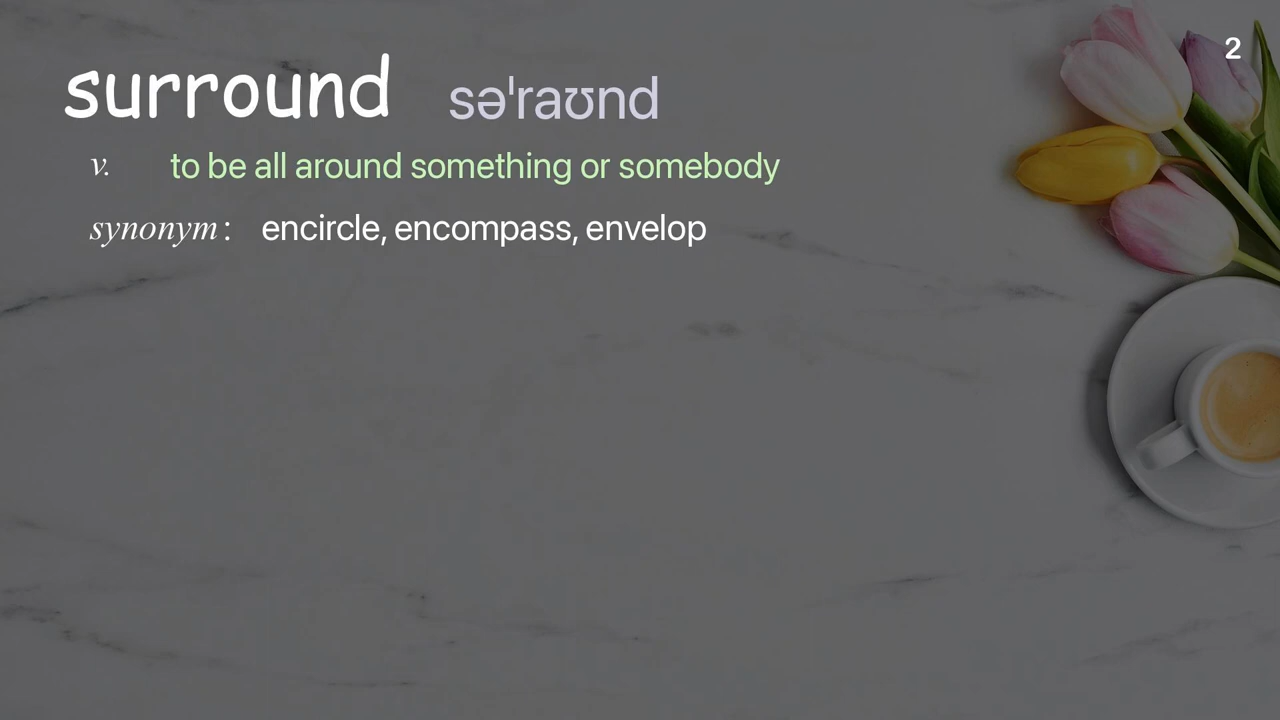 2
surround səˈraʊnd
v. to be all around something or somebody
synonym: encircle, encompass, envelop